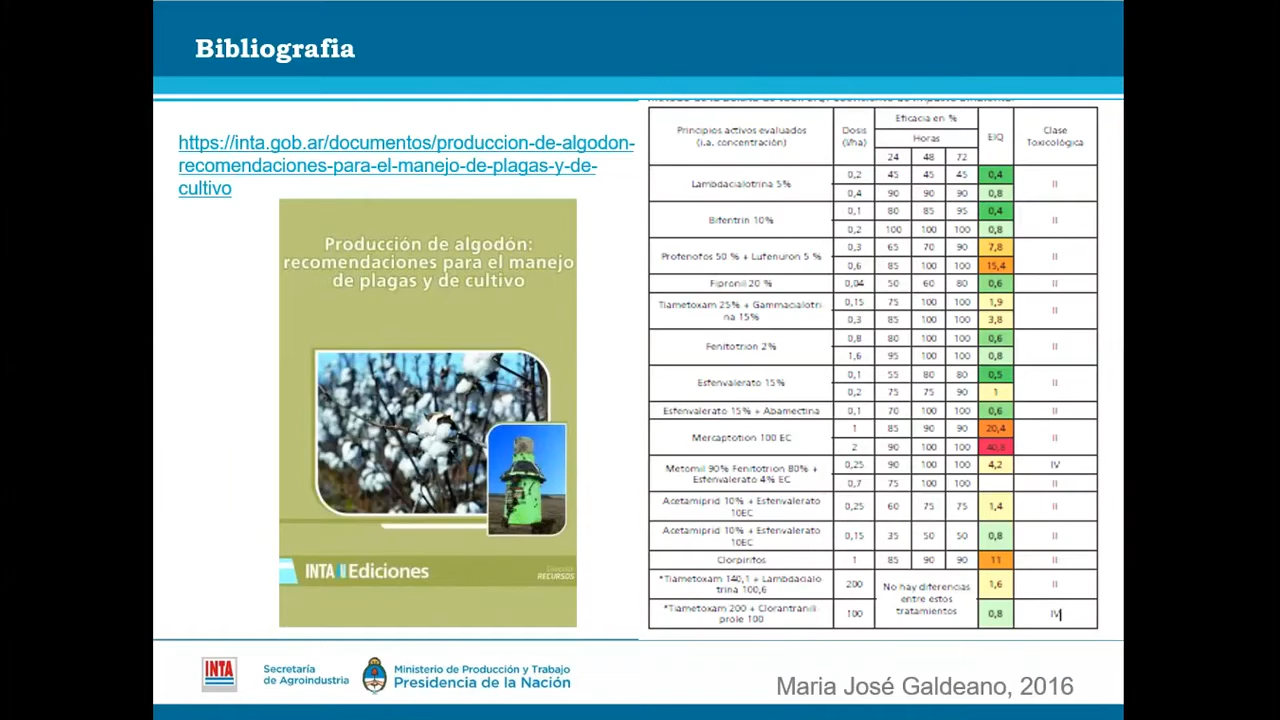 Bibliografia
https://inta.gob.ar/documentos/produccion-de-algodon-
recomendaciones-para-el-manejo-de-plagas-y-de-
cultivo
Producción de algodón:
recomendaciones para el manejo
de plagas y de cultivo
INTA Ediciones
RECURSOS
Principios activos evaluados (i.a. concentración) Dosis (l/ha) Eficacia en % EIQ Clase Toxicológica
Horas
24 48 72
Lambdacialotrina 5% 0,2 45 45 45 0,4 II
0,4 90 90 90 0,8
Bifentrin 10% 0,1 80 85 95 0,4 II
0,2 100 100 100 0,8
Profenofos 50 % + Lufenuron 5 % 0,3 65 70 90 7,8 II
0,6 85 100 100 15,4
Fipronil 20 % 0,04 50 60 80 0,6 II
Tiametoxam 25% + Gammacialotri na 15% 0,15 75 100 100 1,9 II
0,3 85 100 100 3,8
Fenitotrion 2% 0,8 80 100 100 0,6 II
1,6 95 100 100 0,8
Esfenvalerato 15% 0,1 55 80 80 0,5 II
0,2 75 75 90 1
Esfenvalerato 15% + Abamectina 0,1 70 100 100 0,6 II
Mercaptotion 100 EC 1 85 90 90 20,4 II
2 90 100 100
Metomil 90% Fenitotrion 80% + Esfenvalerato 4% EC 0,25 90 100 100 4,2 IV
0,7 75 100 100 II
Acetamiprid 10% + Esfenvalerato 10EC 0,25 60 75 75 1,4 II
Acetamiprid 10% + Esfenvalerato 10EC 0,15 35 50 50 0,8 II
Clorpirifos 1 85 90 90 11 II
*Tiametoxam 140,1 + Lambdacialo trina 100,6 200 No hay diferencias entre estos tratamientos 1,6 II
*Tiametoxam 200 + Clorantranili prole 100 100 0,8 IV
INTA
Secretaría
de Agroindustria
Ministerio de Producción y Trabajo
Presidencia de la Nación
Maria José Galdeano, 2016